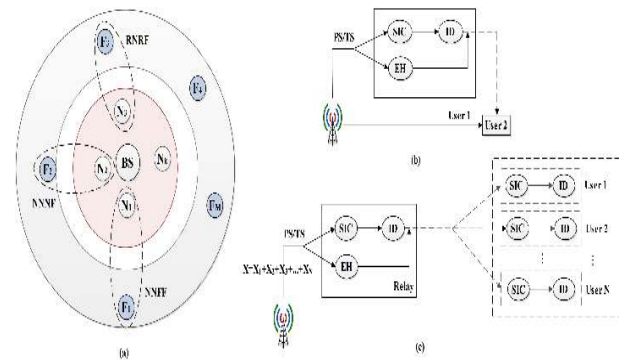 RNRF
F3
F4
N3
F2
N2
BS
NK
NNNF
N1
FM
NNFF
F1
(a)
PS/TS
SIC
ID
EH
User 1
User 2
(b)
PS/TS
SIC
ID
X=X1+X2+X3+...+XN
EH
Relay
SIC
ID
User 1
SIC
ID
User 2
SIC
ID
User N
(c)